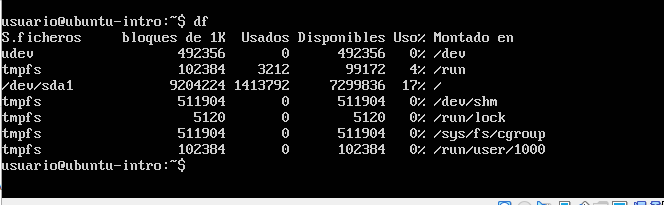 usuario@ubuntu-intro:~$ df
S.ficheros     bloques de 1K  Usados Disponibles Uso% Montado en
udev                  492356       0      492356   0% /dev
tmpfs                 102384    3212       99172   4% /run
/dev/sda1            9204224 1413792     7299836  17% /
tmpfs                 511904       0      511904   0% /dev/shm
tmpfs                   5120       0        5120   0% /run/lock
tmpfs                 511904       0      511904   0% /sys/fs/cgroup
tmpfs                 102384       0      102384   0% /run/user/1000
usuario@ubuntu-intro:~$